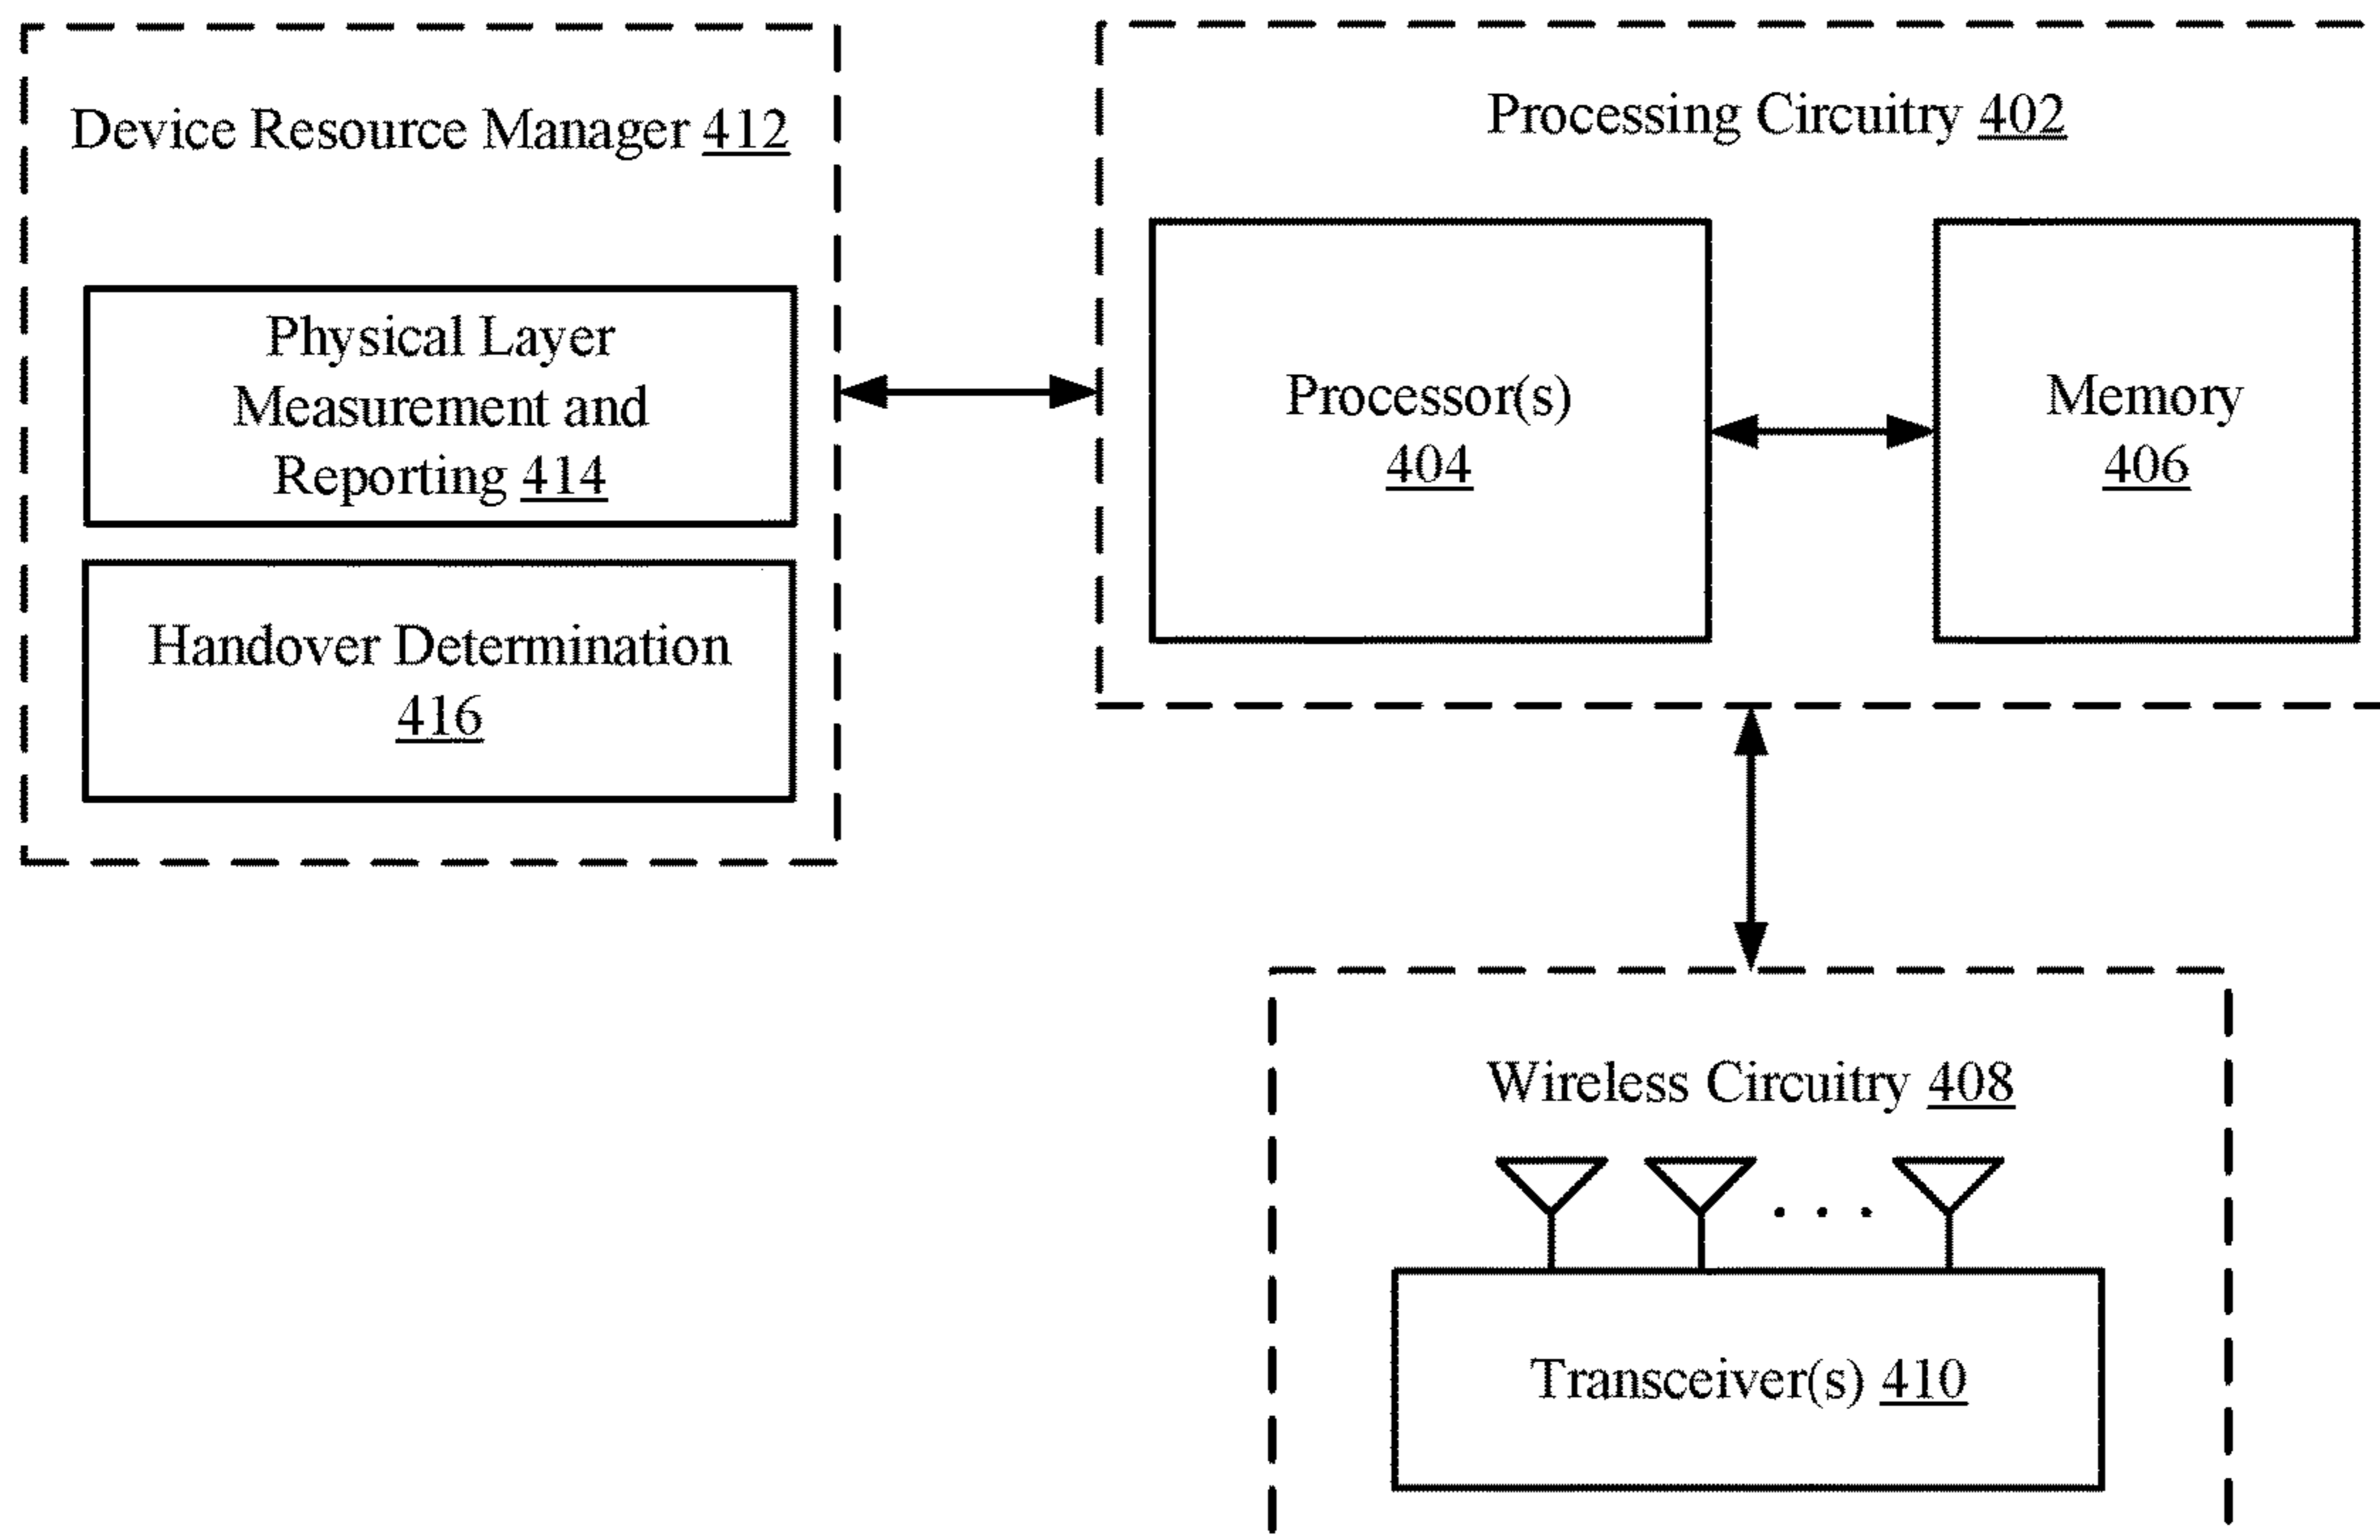 Device Resource Manager 412
Physical Layer
Measurement and
Reporting 414
Handover Determination
416
Processing Circuitry 402
Processor(s)
404
Memory
406
Wireless Circuitry 408
. . .
Transceiver(s) 410